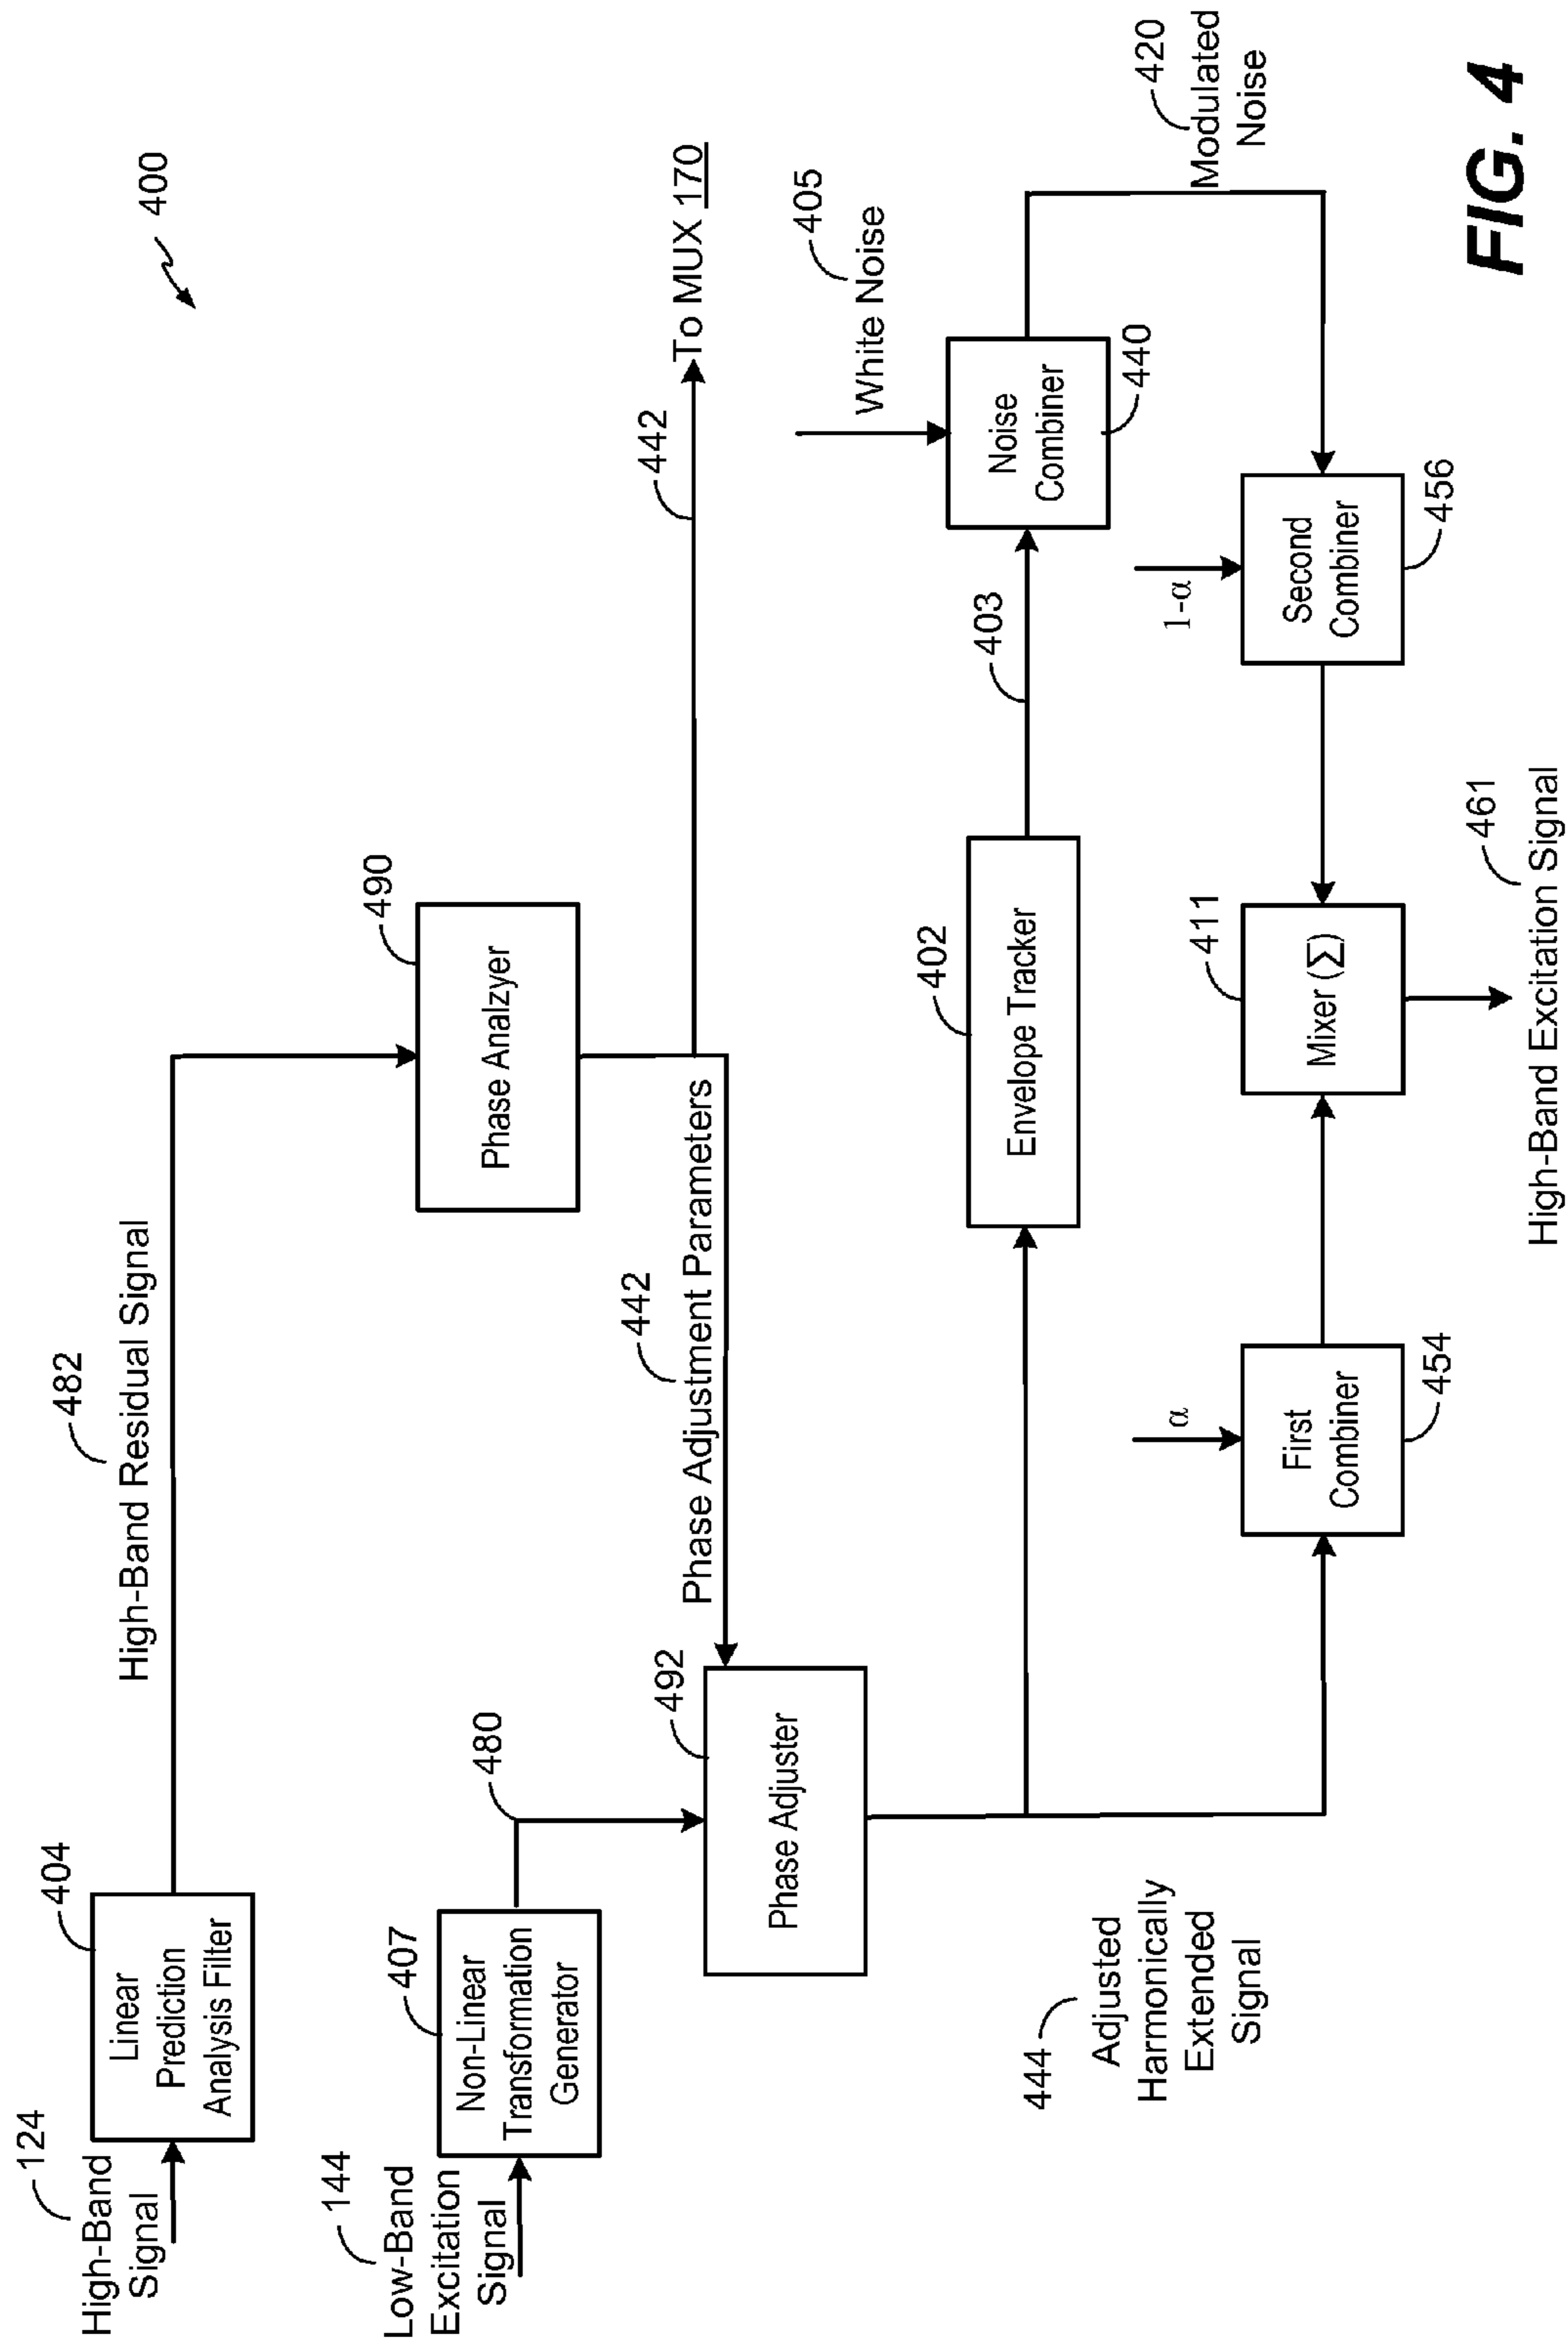 400
124
High-Band
Signal
404
Linear
Prediction
Analysis Filter
482
High-Band Residual Signal
144
Low-Band
Excitation
Signal
407
Non-Linear
Transformation
Generator
480
490
Phase Analzyer
442
To MUX 170
442
Phase Adjustment Parameters
492
Phase Adjuster
444
Adjusted
Harmonically
Extended
Signal
402
Envelope Tracker
403
405
White Noise
Noise
Combiner
440
420
Modulated
Noise
α
First
Combiner
454
411
Mixer (Σ)
1-α
Second
Combiner
456
461
High-Band Excitation Signal
FIG. 4